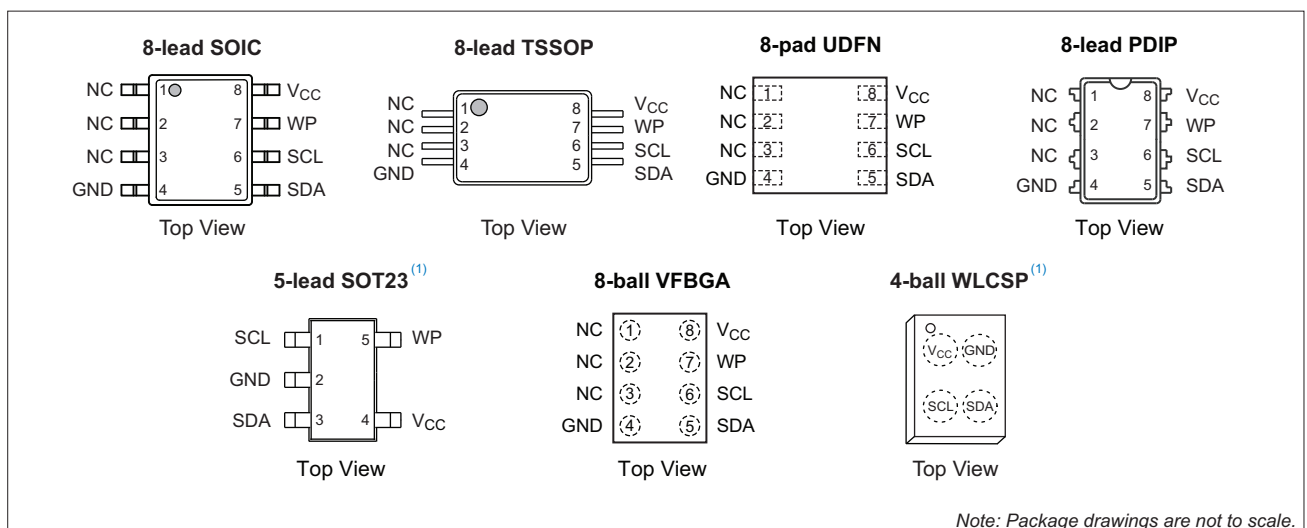 8-lead SOIC
NC 1 8 VCC
NC 2 7 WP
NC 3 6 SCL
GND 4 5 SDA
Top View
8-lead TSSOP
NC 1 8 VCC
NC 2 7 WP
NC 3 6 SCL
GND 4 5 SDA
Top View
8-pad UDFN
NC 1 8 VCC
NC 2 7 WP
NC 3 6 SCL
GND 4 5 SDA
Top View
8-lead PDIP
NC 1 8 VCC
NC 2 7 WP
NC 3 6 SCL
GND 4 5 SDA
Top View
5-lead SOT23(1)
SCL 1 5 WP
GND 2
SDA 3 4 VCC
Top View
8-ball VFBGA
NC 1 8 VCC
NC 2 7 WP
NC 3 6 SCL
GND 4 5 SDA
Top View
4-ball WLCSP(1)
VCC GND
SCL SDA
Top View
Note: Package drawings are not to scale.